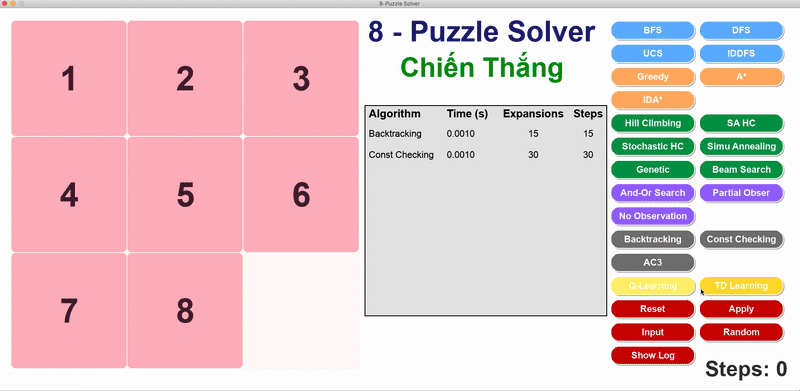 8-Puzzle Solver
1 2 3
4 5 6
7 8
8 - Puzzle Solver
Chiến Thắng
Algorithm Time (s) Expansions Steps
Backtracking 0.0010 15 15
Const Checking 0.0010 30 30
BFS DFS
UCS IDDFS
Greedy A*
IDA*
Hill Climbing SA HC
Stochastic HC Simu Annealing
Genetic Beam Search
And-Or Search Partial Obser
No Observation
Backtracking Const Checking
AC3
Q-Learning TD Learning
Reset Apply
Input Random
Show Log
Steps: 0